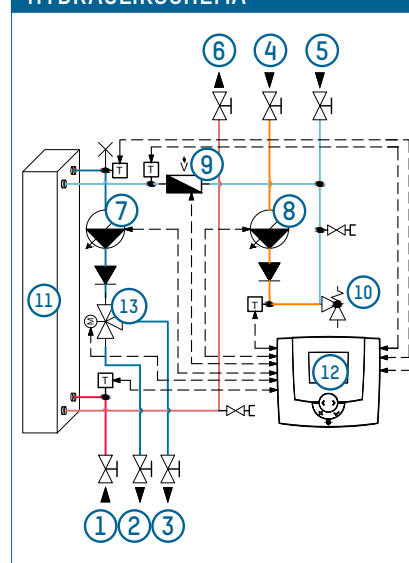 HYDRAULIKSCHEMA
6 4 5
T T
9
7 8
11 13 T 10
M
12
T
1 2 3